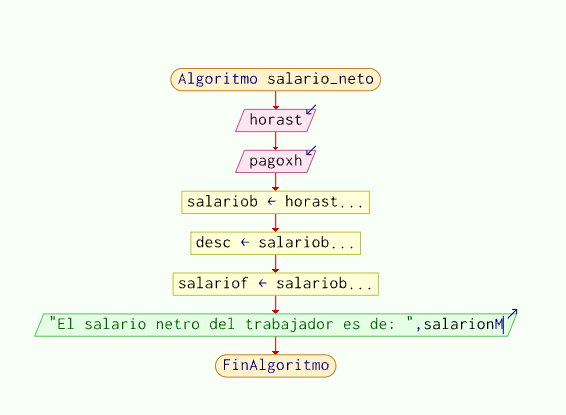 Algoritmo salario_neto
horast
pagoxh
salariob ← horast...
desc ← salariob...
salariof ← salariob...
"El salario netro del trabajador es de: ",salarionM
FinAlgoritmo